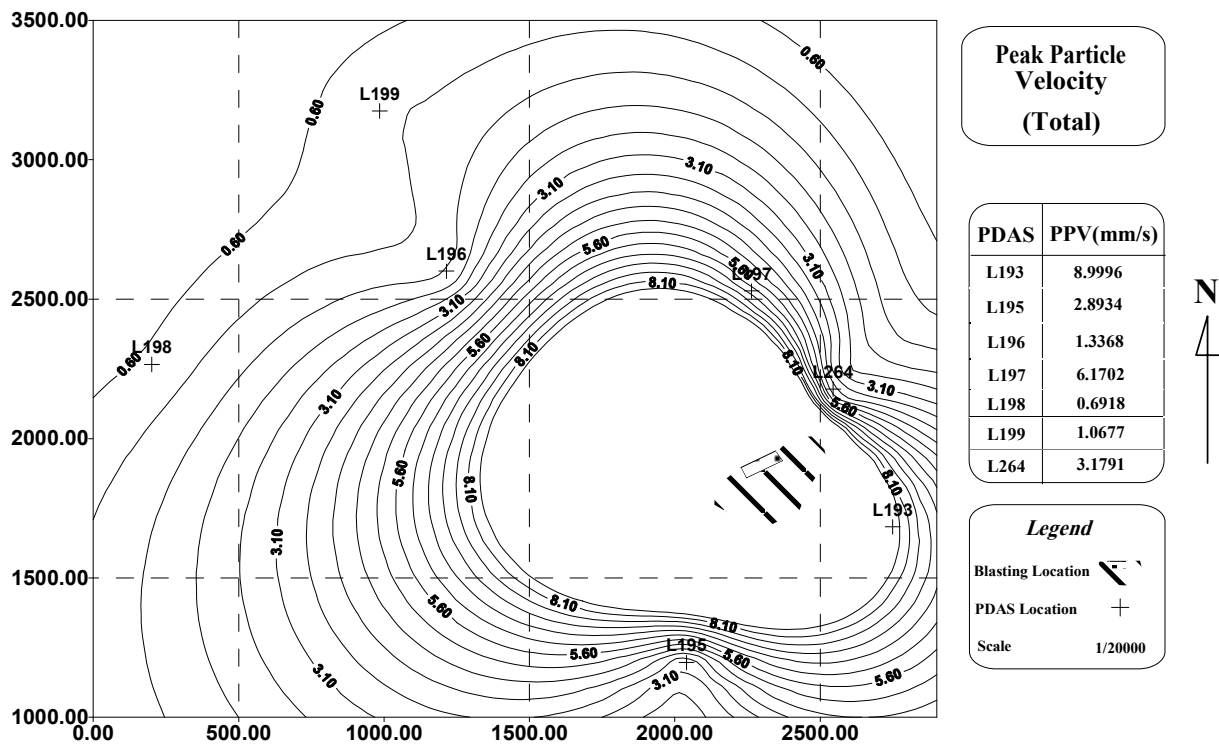 3500.00
3000.00
2500.00
2000.00
1500.00
1000.00
0.00 500.00 1000.00 1500.00 2000.00 2500.00
0.60
0.60
L199
0.60
3.10
3.10
L196
5.60
5.60
3.10
L197
8.10
3.10
L198
0.60
5.60
8.10
8.10
L264
3.10
3.10
5.60
5.60
8.10
8.10
L193
3.10
5.60
8.10
8.10
L195
5.60
5.60
5.60
3.10
3.10
Peak Particle
Velocity
(Total)
PDAS PPV(mm/s)
L193 8.9996
L195 2.8934
L196 1.3368
L197 6.1702
L198 0.6918
L199 1.0677
L264 3.1791
N
Legend
Blasting Location
PDAS Location
Scale 1/20000